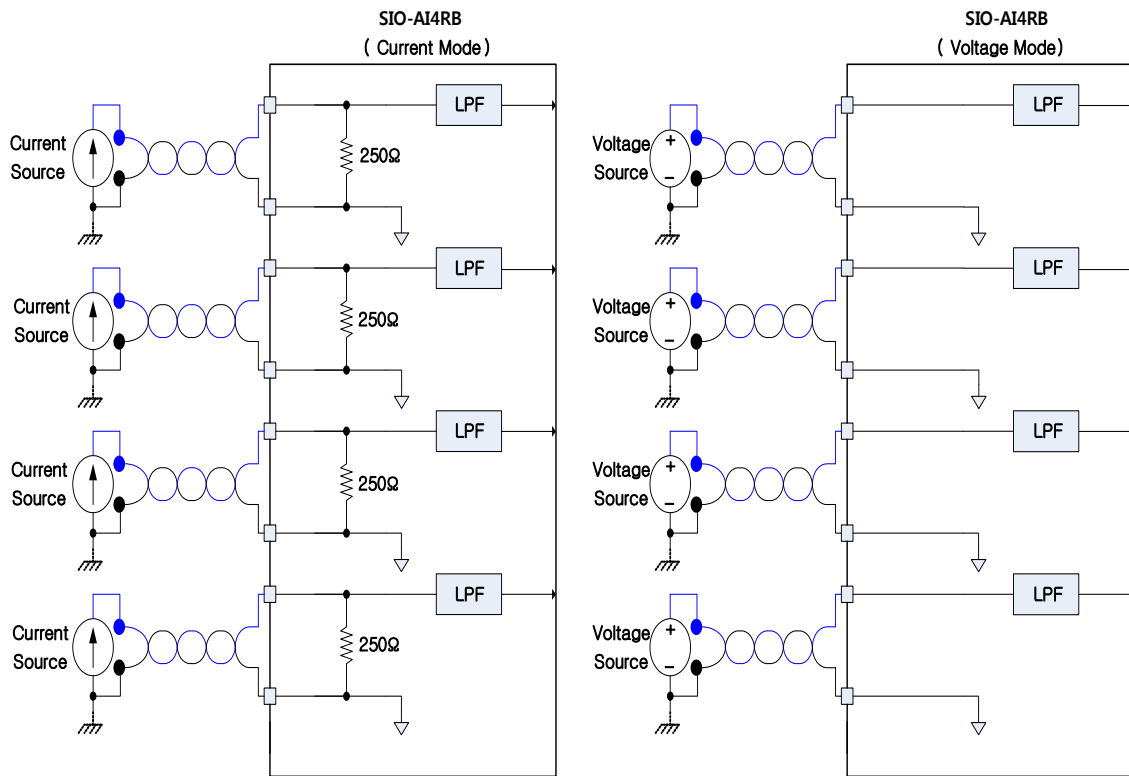 SIO-AI4RB
( Current Mode )
LPF
Current
Source
250Ω
LPF
Current
Source
250Ω
LPF
Current
Source
250Ω
LPF
Current
Source
250Ω
SIO-AI4RB
( Voltage Mode )
LPF
Voltage
Source
+
−
LPF
Voltage
Source
+
−
LPF
Voltage
Source
+
−
LPF
Voltage
Source
+
−